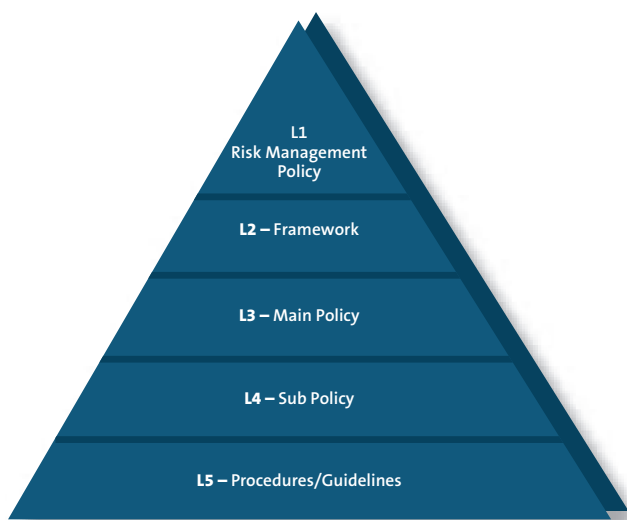 L1
Risk Management
Policy
L2 – Framework
L3 – Main Policy
L4 – Sub Policy
L5 – Procedures/Guidelines